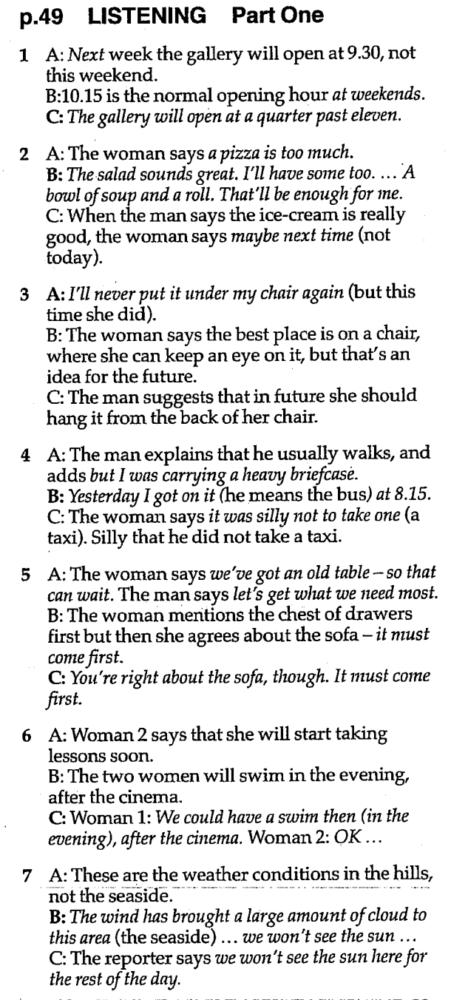 p.49 LISTENING Part One
1 A: Next week the gallery will open at 9.30, not
this weekend.
B:10.15 is the normal opening hour at weekends.
C: The gallery will open at a quarter past eleven.
2 A: The woman says a pizza is too much.
B: The salad sounds great. I'll have some too. ... A
bowl of soup and a roll. That'll be enough for me.
C: When the man says the ice-cream is really
good, the woman says maybe next time (not
today).
3 A: I'll never put it under my chair again (but this
time she did).
B: The woman says the best place is on a chair,
where she can keep an eye on it, but that's an
idea for the future.
C: The man suggests that in future she should
hang it from the back of her chair.
4 A: The man explains that he usually walks, and
adds but I was carrying a heavy briefcase.
B: Yesterday I got on it (he means the bus) at 8.15.
C: The woman says it was silly not to take one (a
taxi). Silly that he did not take a taxi.
5 A: The woman says we've got an old table – so that
can wait. The man says let's get what we need most.
B: The woman mentions the chest of drawers
first but then she agrees about the sofa – it must
come first.
C: You're right about the sofa, though. It must come
first.
6 A: Woman 2 says that she will start taking
lessons soon.
B: The two women will swim in the evening,
after the cinema.
C: Woman 1: We could have a swim then (in the
evening), after the cinema. Woman 2: OK ...
7 A: These are the weather conditions in the hills,
not the seaside.
B: The wind has brought a large amount of cloud to
this area (the seaside) ... we won't see the sun ...
C: The reporter says we won't see the sun here for
the rest of the day.